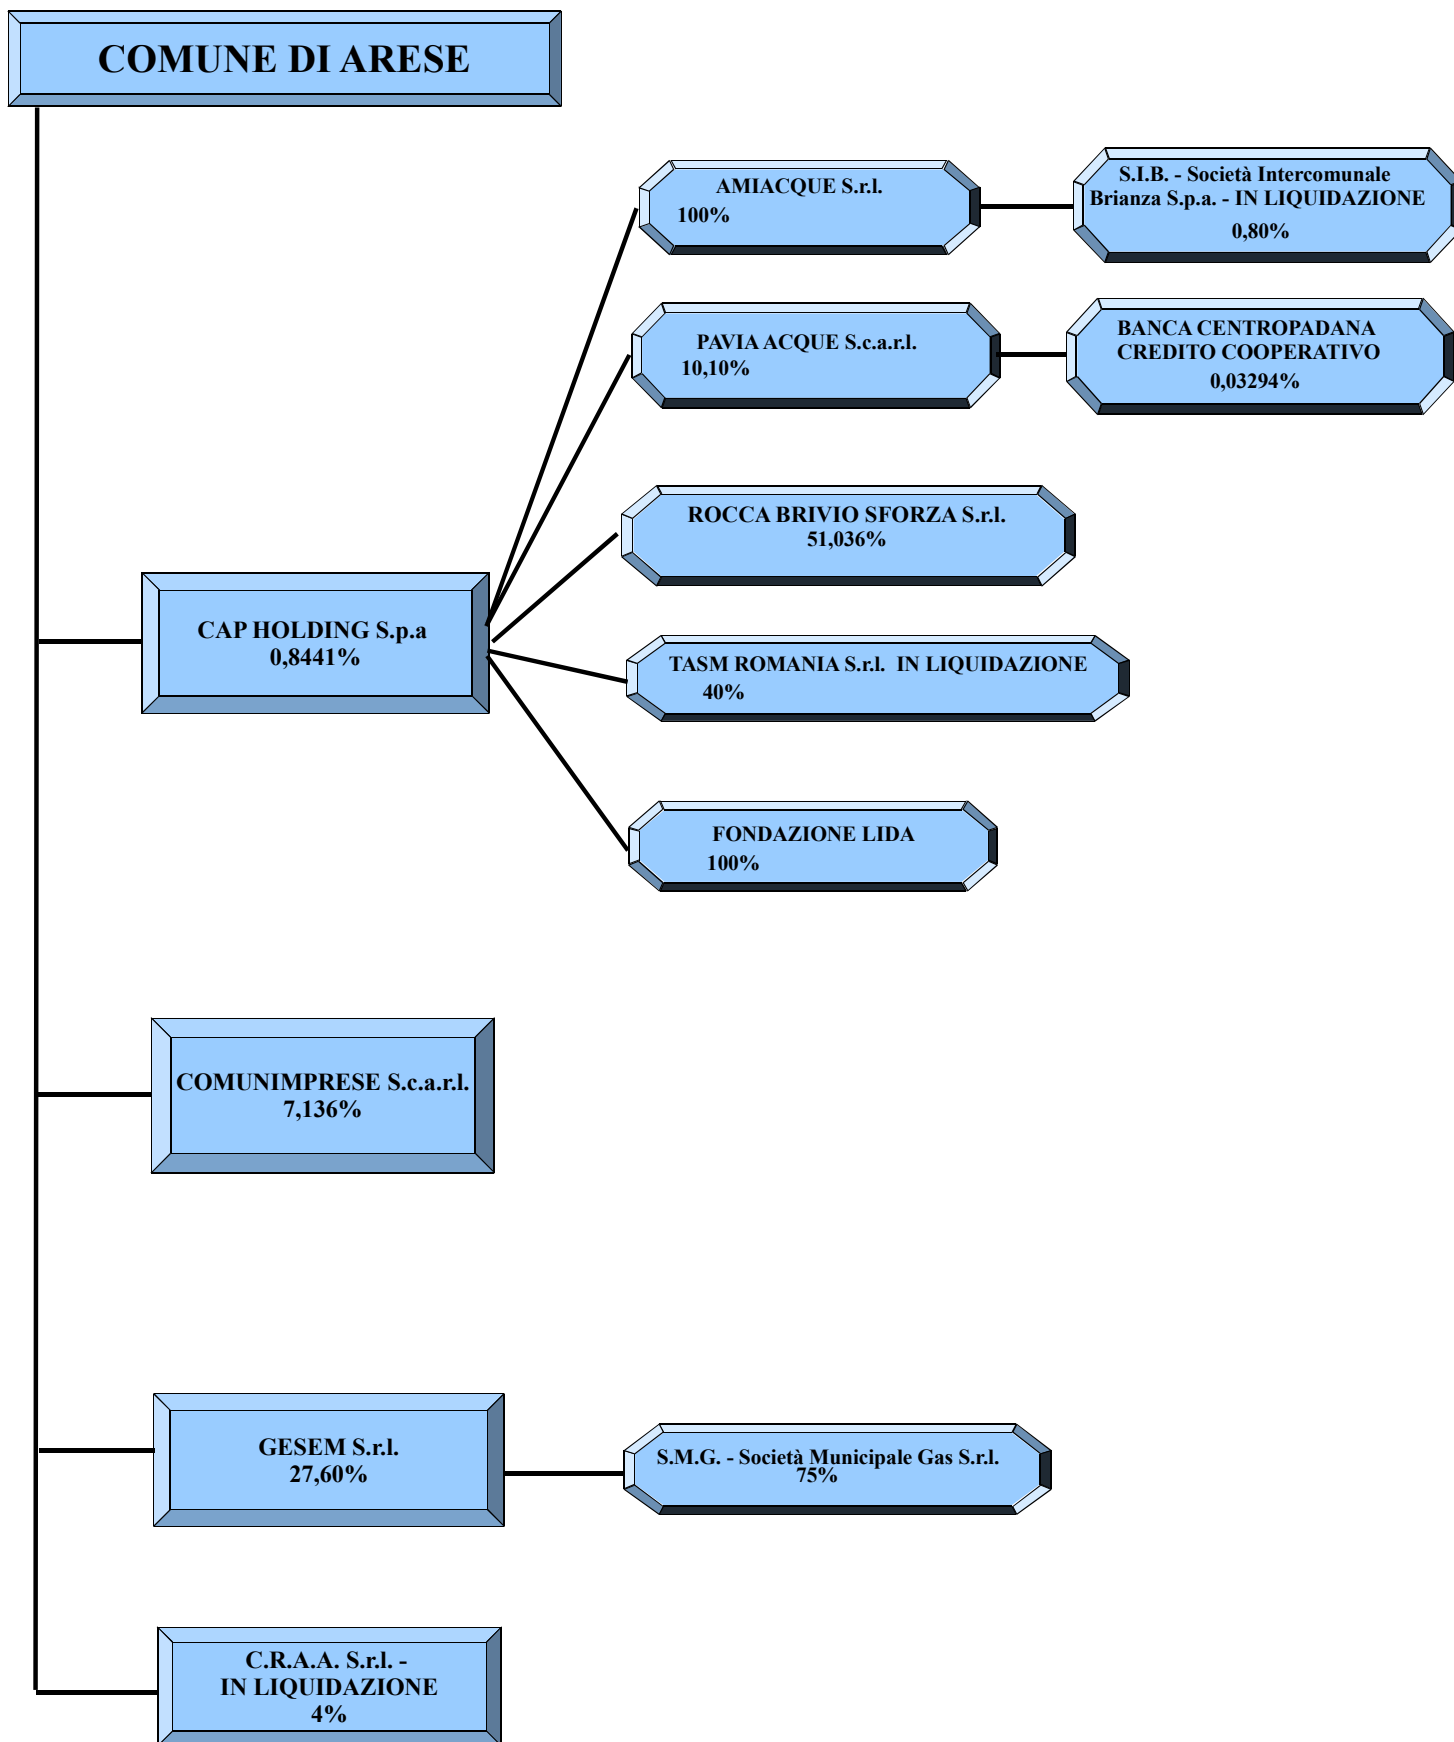 COMUNE DI ARESE
AMIACQUE S.r.l.
100%
S.I.B. - Società Intercomunale
Brianza S.p.a. - IN LIQUIDAZIONE
0,80%
PAVIA ACQUE S.c.a.r.l.
10,10%
BANCA CENTROPADANA
CREDITO COOPERATIVO
0,03294%
ROCCA BRIVIO SFORZA S.r.l.
51,036%
CAP HOLDING S.p.a
0,8441%
TASM ROMANIA S.r.l.  IN LIQUIDAZIONE
40%
FONDAZIONE LIDA
100%
COMUNIMPRESE S.c.a.r.l.
7,136%
GESEM S.r.l.
27,60%
S.M.G. - Società Municipale Gas S.r.l.
75%
C.R.A.A. S.r.l. -
IN LIQUIDAZIONE
4%